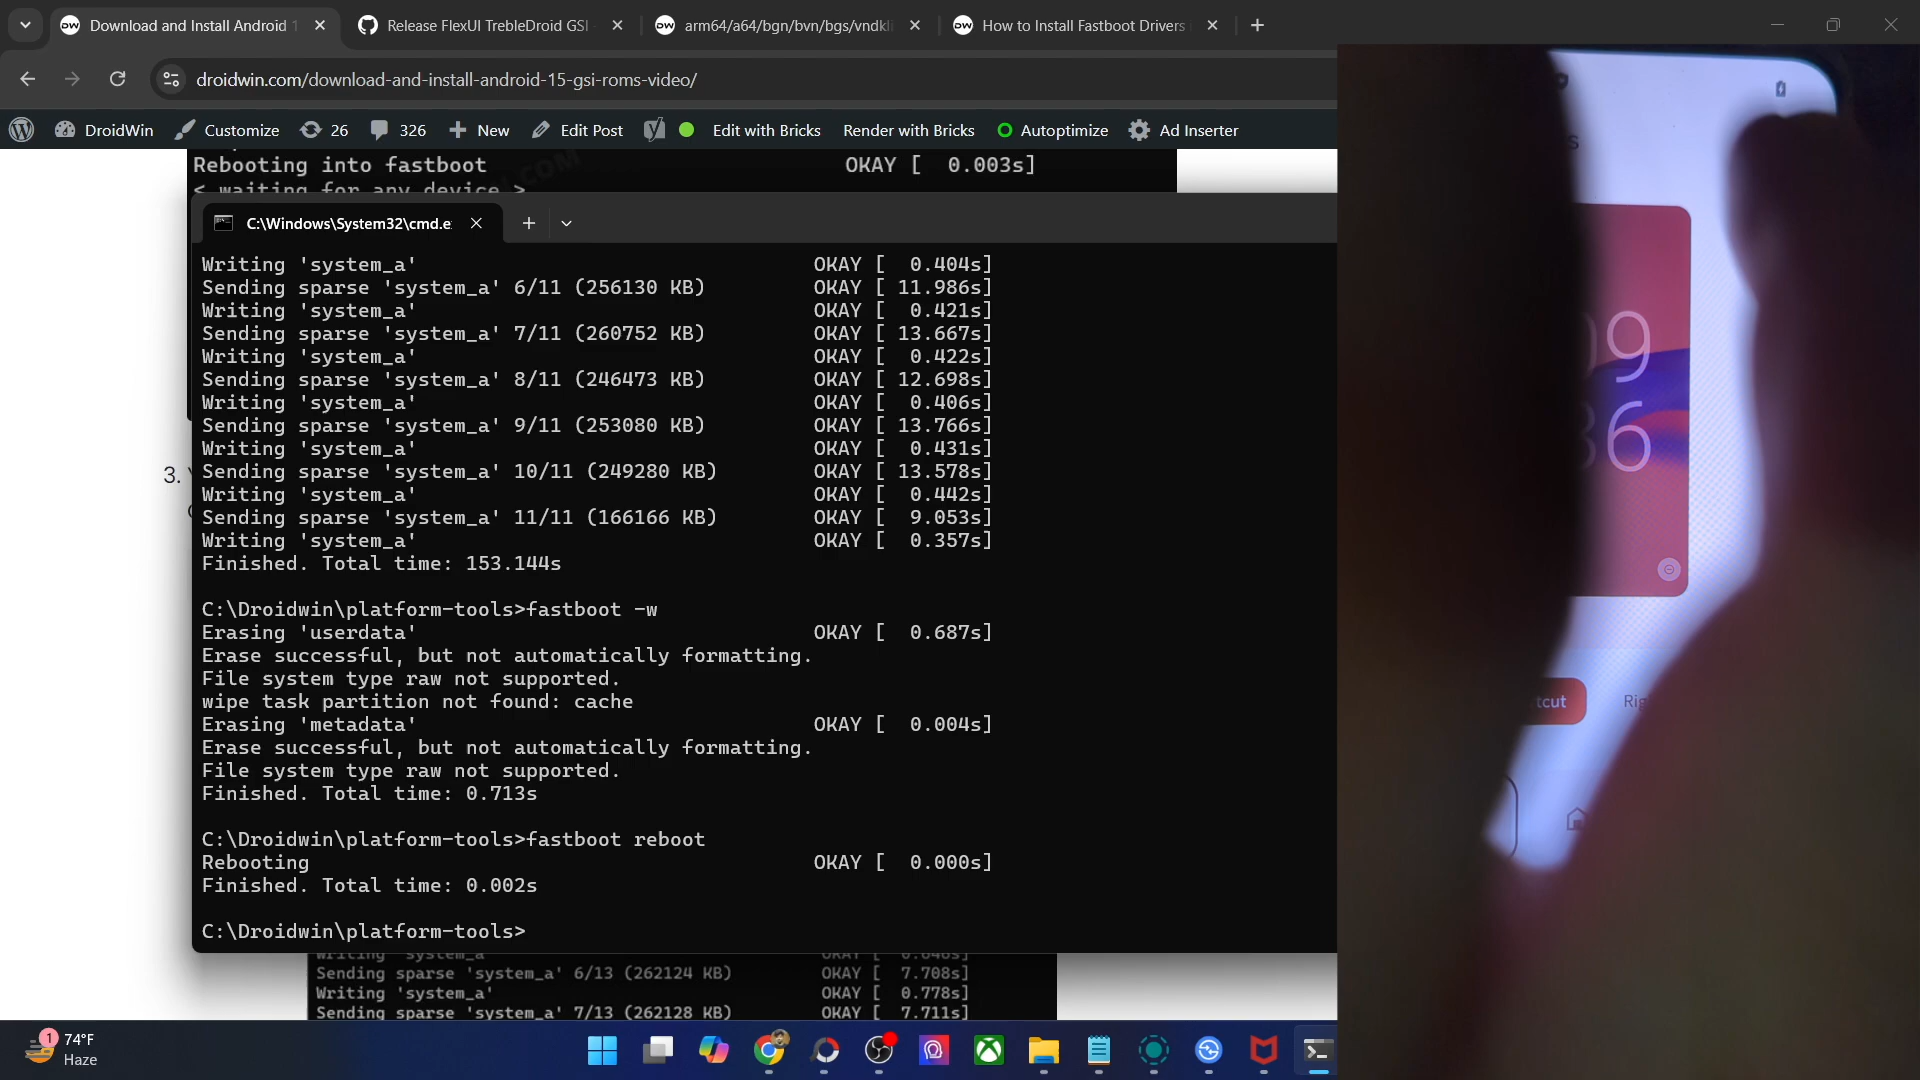 Download and Install Android 1
Release FlexUI TrebleDroid GSI
arm64/a64/bgn/bvn/bgs/vndkli
How to Install Fastboot Drivers
droidwin.com/download-and-install-android-15-gsi-roms-video/
DroidWin
Customize
26
326
New
Edit Post
Edit with Bricks
Render with Bricks
Autoptimize
Ad Inserter
Rebooting into fastboot OKAY [ 0.003s]
< waiting for any device >
C:\Windows\System32\cmd.e
Writing 'system_a' OKAY [ 0.404s]
Sending sparse 'system_a' 6/11 (256130 KB) OKAY [ 11.986s]
Writing 'system_a' OKAY [ 0.421s]
Sending sparse 'system_a' 7/11 (260752 KB) OKAY [ 13.667s]
Writing 'system_a' OKAY [ 0.422s]
Sending sparse 'system_a' 8/11 (246473 KB) OKAY [ 12.698s]
Writing 'system_a' OKAY [ 0.406s]
Sending sparse 'system_a' 9/11 (253080 KB) OKAY [ 13.766s]
Writing 'system_a' OKAY [ 0.431s]
Sending sparse 'system_a' 10/11 (249280 KB) OKAY [ 13.578s]
Writing 'system_a' OKAY [ 0.442s]
Sending sparse 'system_a' 11/11 (166166 KB) OKAY [ 9.053s]
Writing 'system_a' OKAY [ 0.357s]
Finished. Total time: 153.144s
C:\Droidwin\platform-tools>fastboot -w
Erasing 'userdata' OKAY [ 0.687s]
Erase successful, but not automatically formatting.
File system type raw not supported.
wipe task partition not found: cache
Erasing 'metadata' OKAY [ 0.004s]
Erase successful, but not automatically formatting.
File system type raw not supported.
Finished. Total time: 0.713s
C:\Droidwin\platform-tools>fastboot reboot
Rebooting OKAY [ 0.000s]
Finished. Total time: 0.002s
C:\Droidwin\platform-tools>
3.
Writing 'system_a'
Sending sparse 'system_a' 6/13 (262124 KB) OKAY [ 7.708s]
Writing 'system_a' OKAY [ 0.778s]
Sending sparse 'system_a' 7/13 (262128 KB) OKAY [ 7.711s]
tcut
Rig
1
74°F
Haze